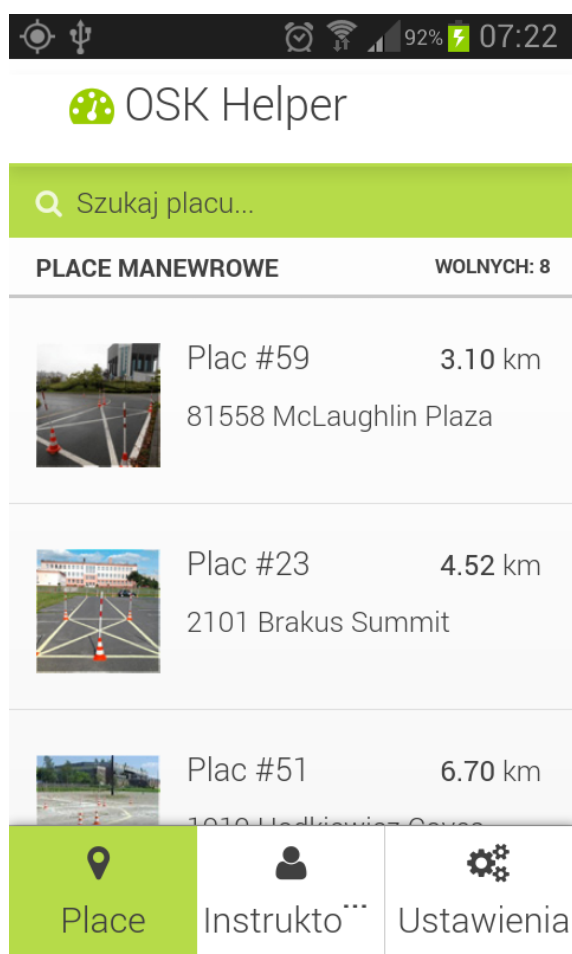 92% 07:22
OSK Helper
Szukaj placu...
PLACE MANEWROWE WOLNYCH: 8
Plac #59 3.10 km
81558 McLaughlin Plaza
Plac #23 4.52 km
2101 Brakus Summit
Plac #51 6.70 km
Place Instrukto... Ustawienia